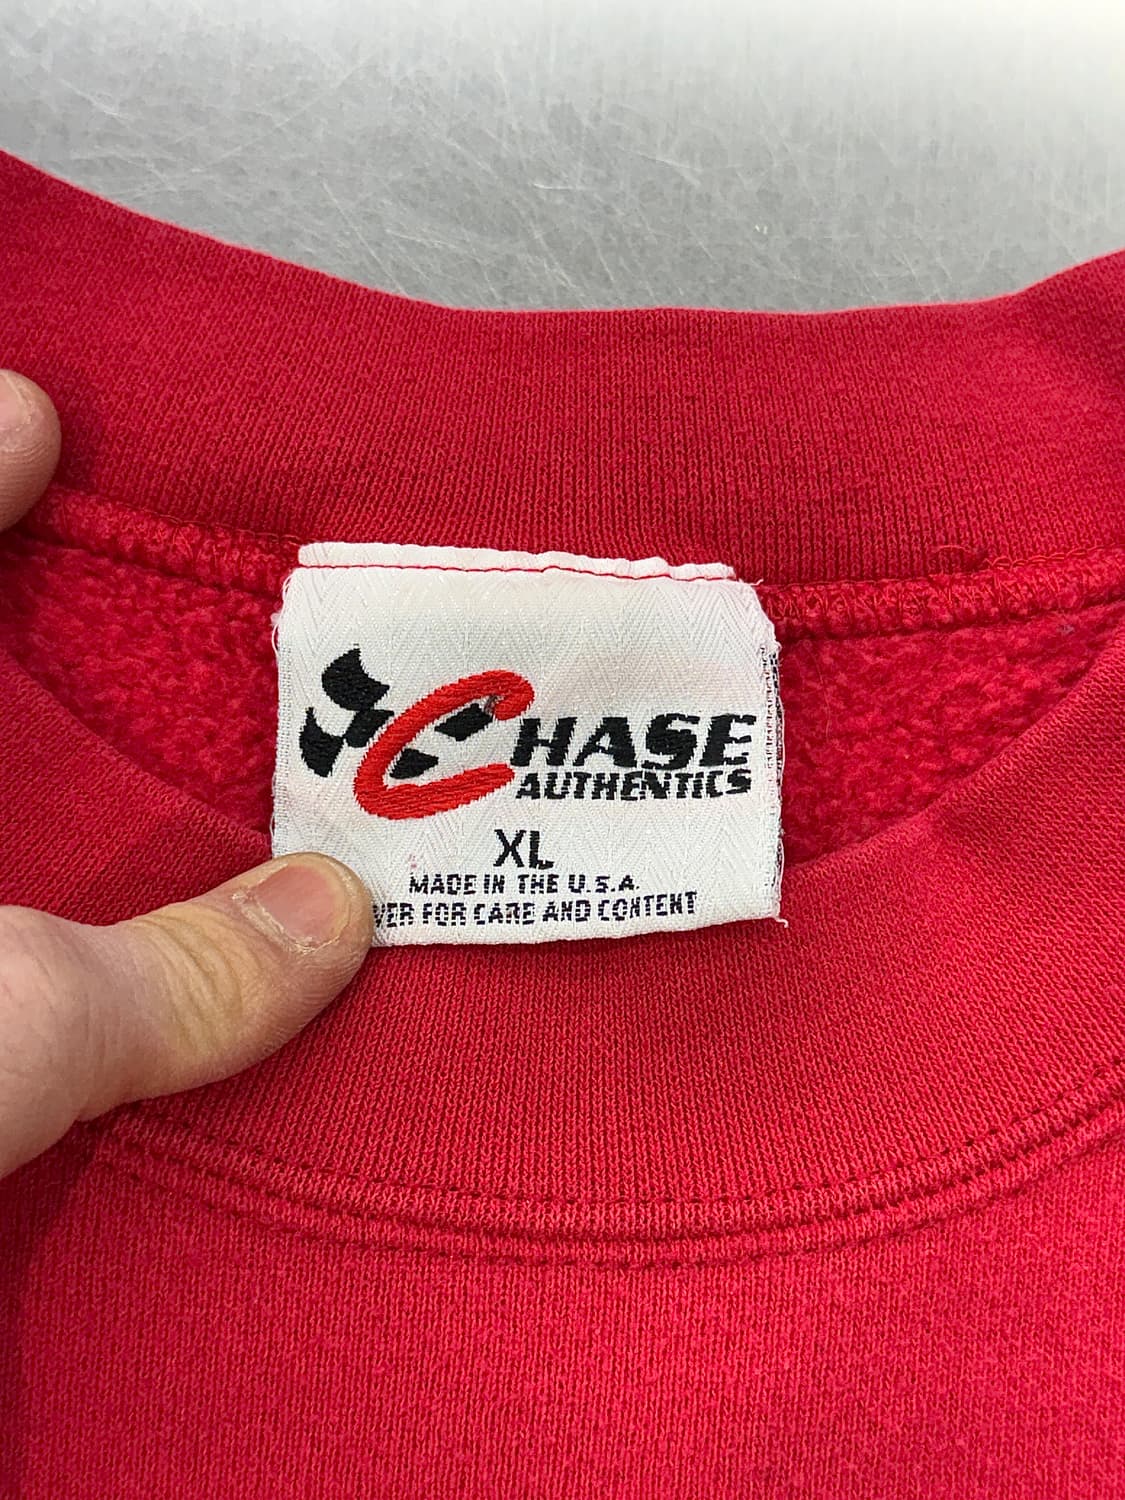 CHASE
AUTHENTICS
XL
MADE IN THE U.S.A.
FOR CARE AND CONTENT